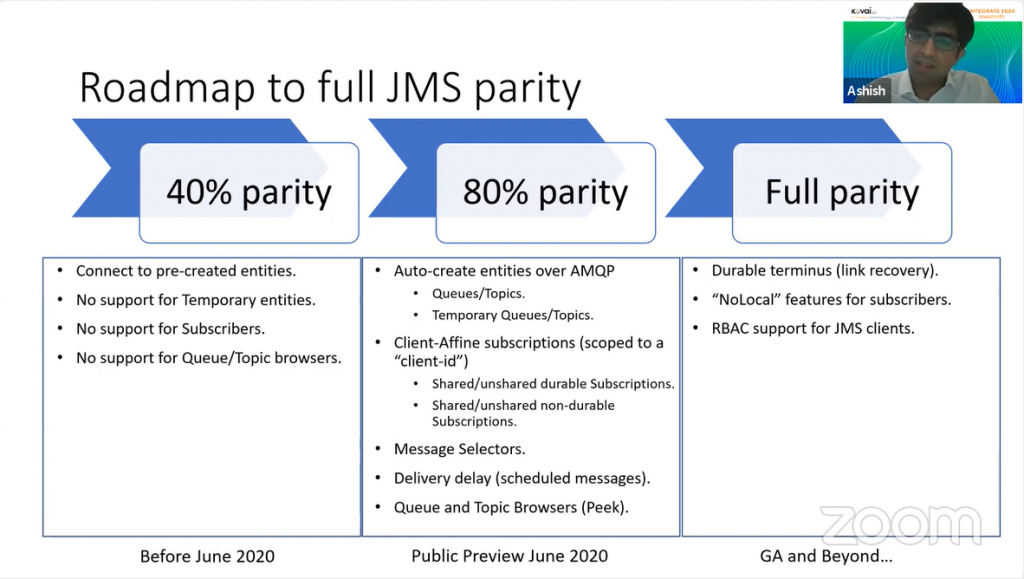 Kovai
INTEGRATE 2020
Ashish
Roadmap to full JMS parity
40% parity
80% parity
Full parity
• Connect to pre-created entities.
• No support for Temporary entities.
• No support for Subscribers.
• No support for Queue/Topic browsers.
• Auto-create entities over AMQP
• Queues/Topics.
• Temporary Queues/Topics.
• Client-Affine subscriptions (scoped to a
“client-id”)
• Shared/unshared durable Subscriptions.
• Shared/unshared non-durable
Subscriptions.
• Message Selectors.
• Delivery delay (scheduled messages).
• Queue and Topic Browsers (Peek).
• Durable terminus (link recovery).
• “NoLocal” features for subscribers.
• RBAC support for JMS clients.
zoom
Before June 2020
Public Preview June 2020
GA and Beyond...